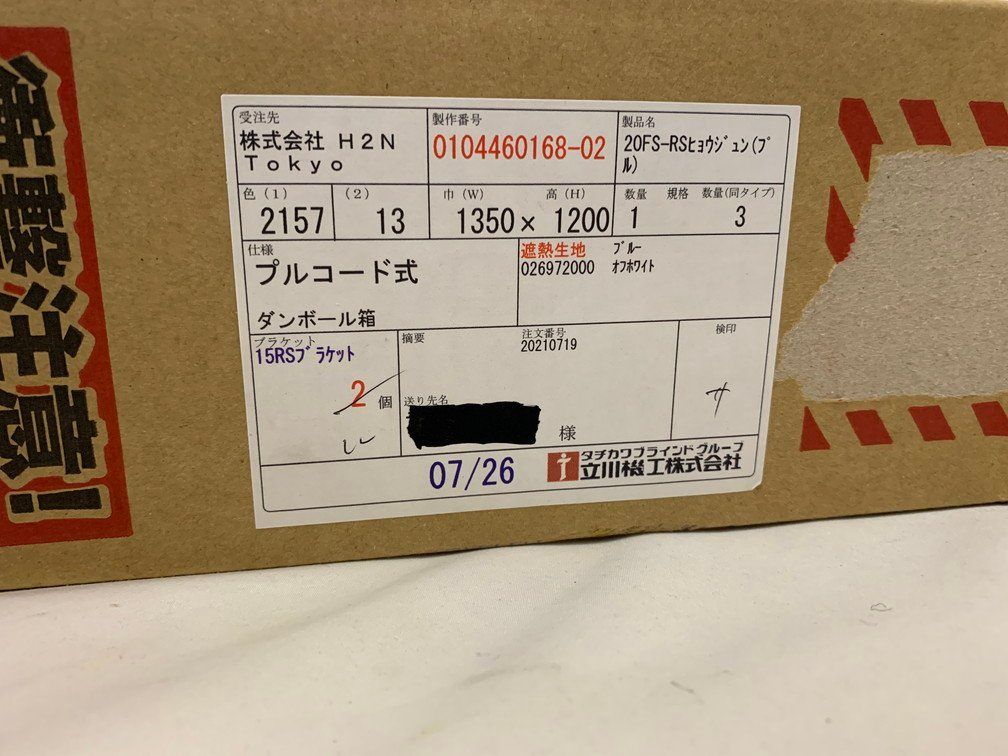 衝撃注意!
受注先
株式会社 H2N
Tokyo
製作番号
0104460168-02
製品名
20FS-RSﾋｮｳｼﾞｭﾝ(ﾌﾟ
ﾙ)
色(1)
2157
(2)
13
巾(W) 高(H)
1350× 1200
数量 規格 数量(同タイプ)
1 3
仕様
プルコード式
ダンボール箱
遮熱生地 ﾌﾞﾙｰ
026972000 ｵﾌﾎﾜｲﾄ
ブラケット
15RSﾌﾞﾗｹｯﾄ
2 個
摘要
注文番号
20210719
送り先名
様
検印
サ
07/26
タチカワブラインドグループ
立川機工株式会社